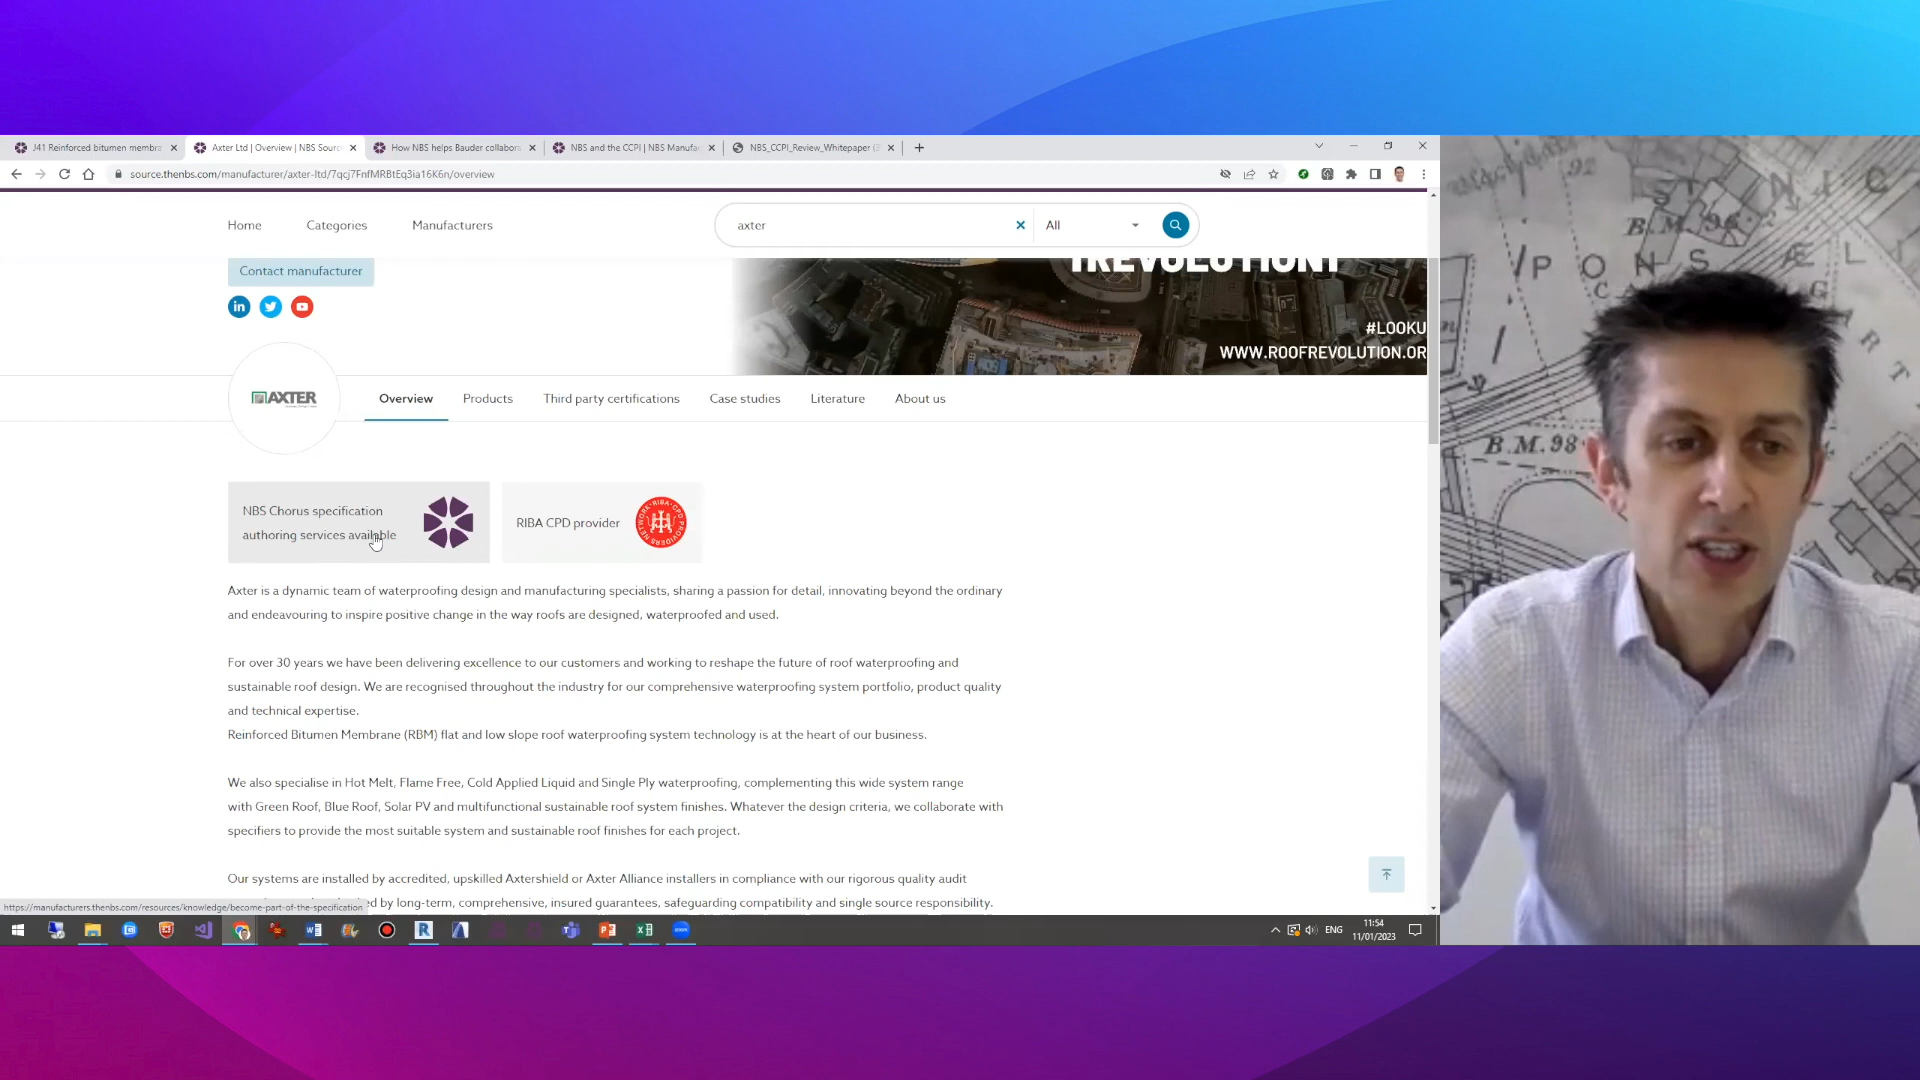 J41 Reinforced bitumen membra
Axter Ltd | Overview | NBS Sourc
How NBS helps Bauder collabora
NBS and the CCPI | NBS Manufac
NBS_CCPI_Review_Whitepaper (3
source.thenbs.com/manufacturer/axter-ltd/7qcj7FnfMRBtEq3ia16K6n/overview
Home
Categories
Manufacturers
axter
All
Contact manufacturer
#LOOKU
WWW.ROOFREVOLUTION.OR
AXTER
Overview
Products
Third party certifications
Case studies
Literature
About us
NBS Chorus specification
authoring services available
RIBA CPD provider
Axter is a dynamic team of waterproofing design and manufacturing specialists, sharing a passion for detail, innovating beyond the ordinary
and endeavouring to inspire positive change in the way roofs are designed, waterproofed and used.
For over 30 years we have been delivering excellence to our customers and working to reshape the future of roof waterproofing and
sustainable roof design. We are recognised throughout the industry for our comprehensive waterproofing system portfolio, product quality
and technical expertise.
Reinforced Bitumen Membrane (RBM) flat and low slope roof waterproofing system technology is at the heart of our business.
We also specialise in Hot Melt, Flame Free, Cold Applied Liquid and Single Ply waterproofing, complementing this wide system range
with Green Roof, Blue Roof, Solar PV and multifunctional sustainable roof system finishes. Whatever the design criteria, we collaborate with
specifiers to provide the most suitable system and sustainable roof finishes for each project.
Our systems are installed by accredited, upskilled Axtershield or Axter Alliance installers in compliance with our rigorous quality audit
by long-term, comprehensive, insured guarantees, safeguarding compatibility and single source responsibility.
https://manufacturers.thenbs.com/resources/knowledge/become-part-of-the-specification
ENG
11:54
11/01/2023
B.M. 96
PONS ÆL
B.M. 98